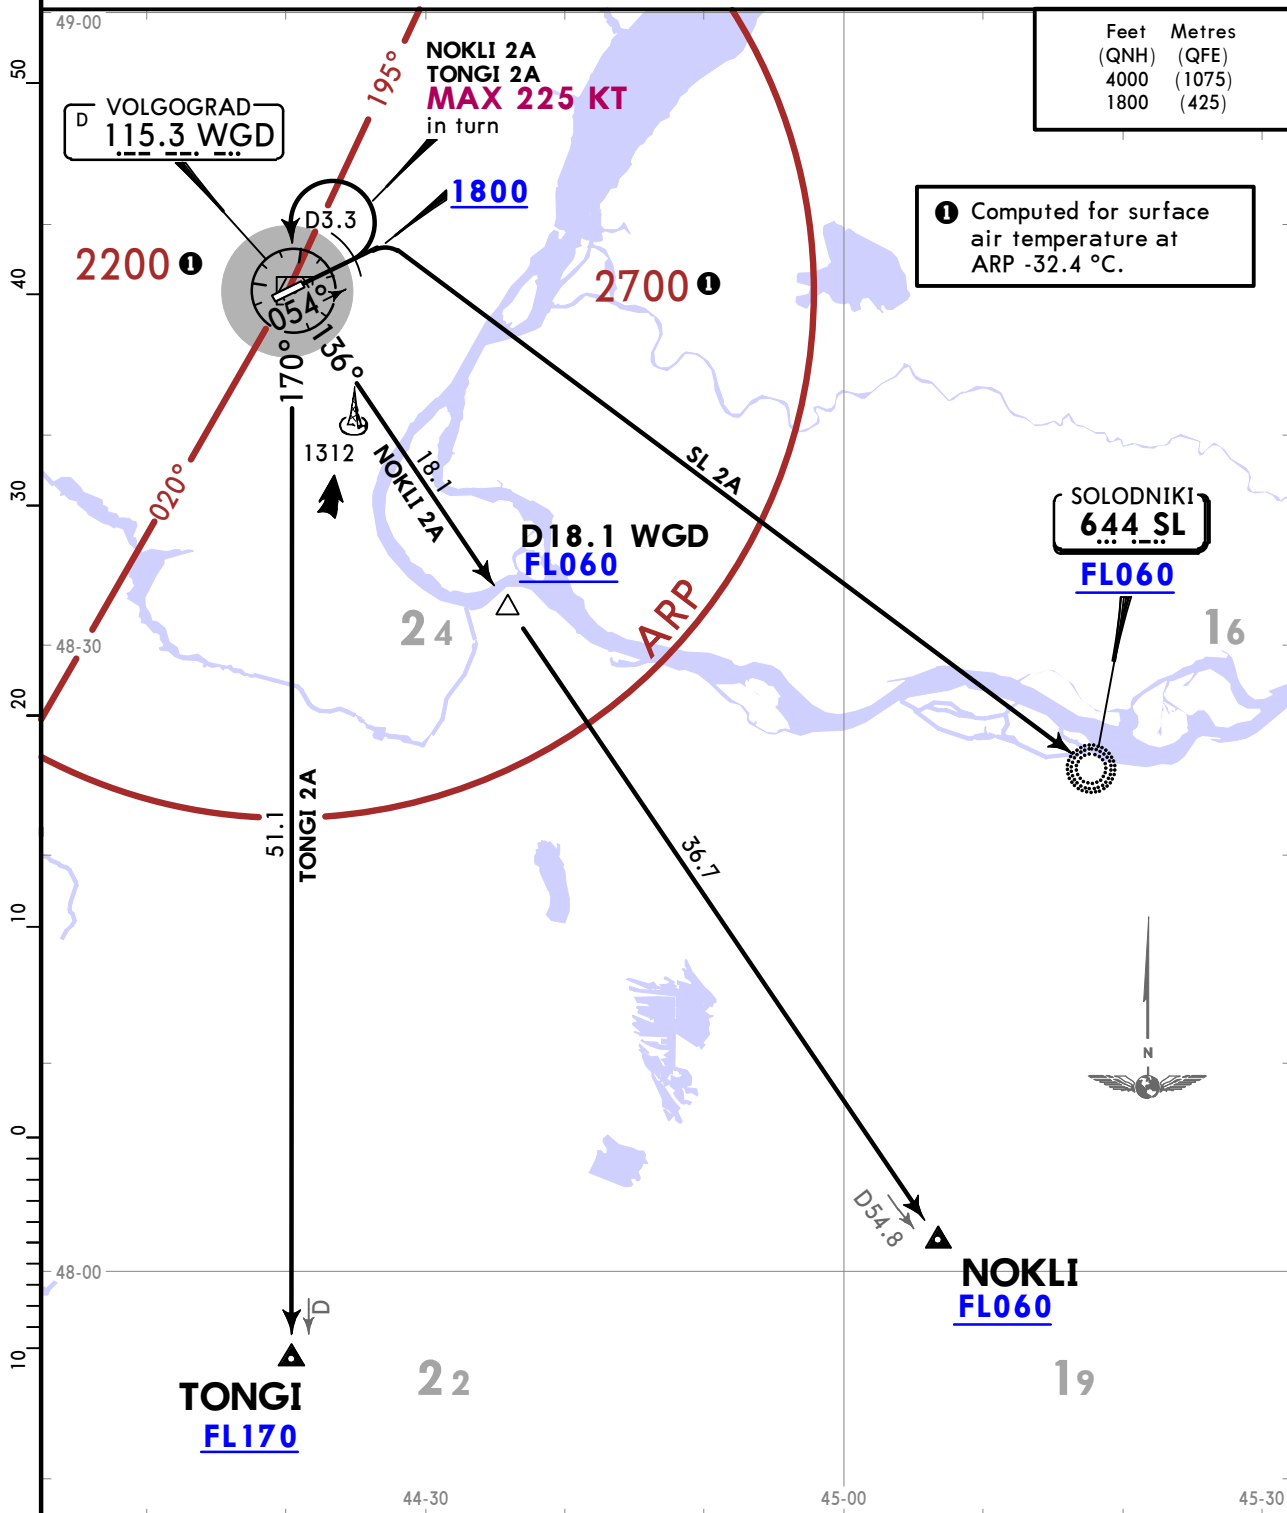 49-00
50
NOKLI 2A
TONGI 2A
MAX 225 KT
in turn
Feet Metres
(QNH) (QFE)
4000 (1075)
1800 (425)
195°
VOLGOGRAD
D 115.3 WGD
1800
D3.3
❶ Computed for surface
air temperature at
ARP -32.4 °C.
2200 ❶
2700 ❶
40
054°
136°
170°
1312
18.1
NOKLI 2A
SL 2A
020°
30
SOLODNIKI
644 SL
FL060
D18.1 WGD
FL060
ARP
24
16
48-30
20
51.1
TONGI 2A
36.7
10
N
0
D54.8
NOKLI
FL060
48-00
D
10
TONGI
FL170
22
19
44-30
45-00
45-30